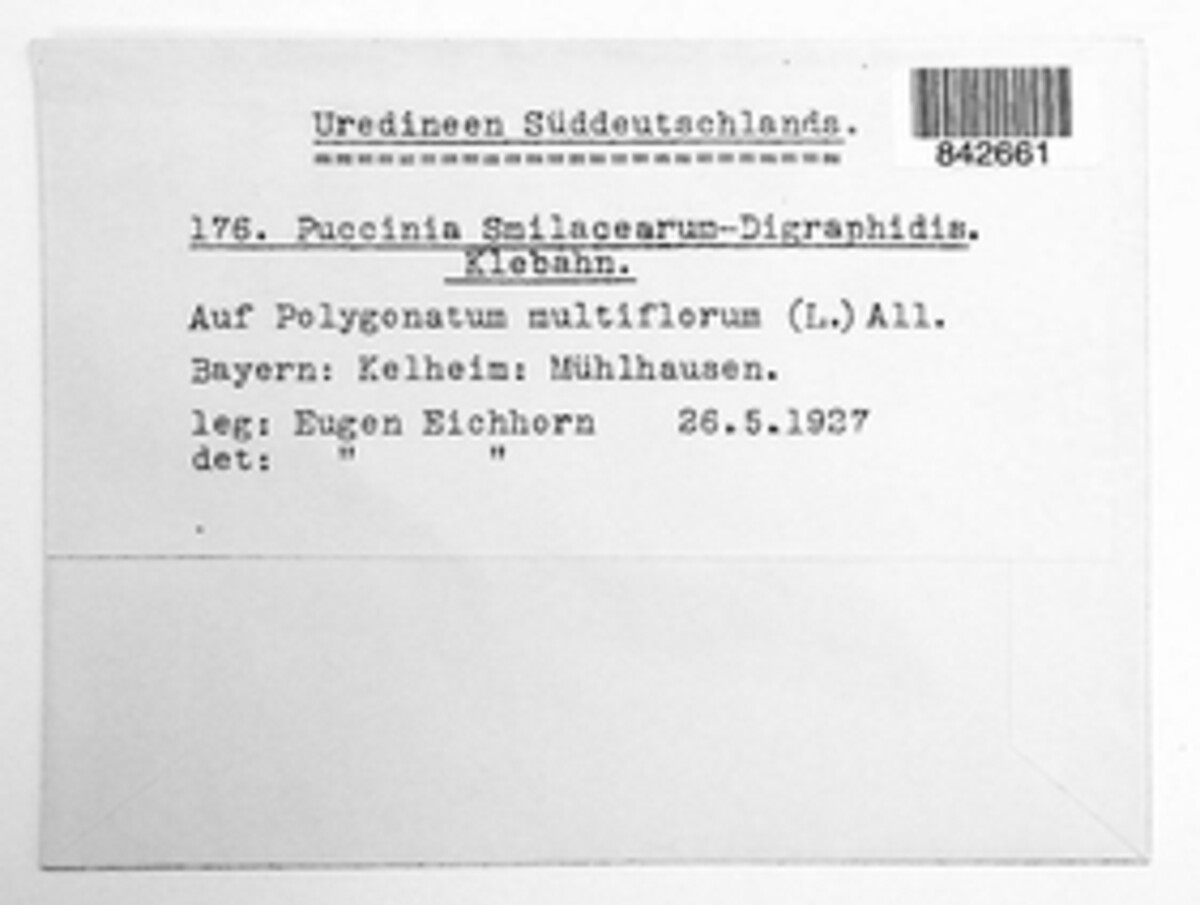 Uredineen Süddeutschlands.
842661
176. Puccinia Smilacearum-Digraphidis.
Klebahn.
Auf Polygonatum multiflorum (L.) All.
Bayern: Kelheim: Mühlhausen.
leg: Eugen Eichhorn 26.5.1927
det: " "